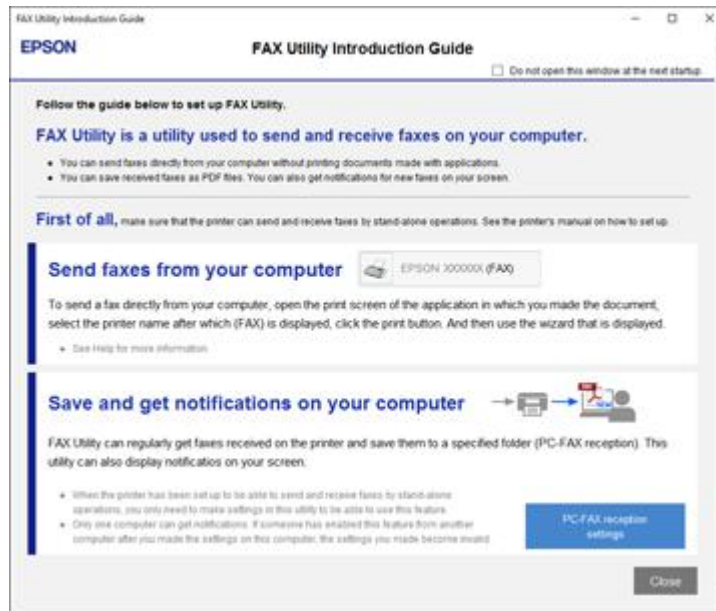 FAX Utility Introduction Guide
EPSON
FAX Utility Introduction Guide
Do not open this window at the next startup.
Follow the guide below to set up FAX Utility.
FAX Utility is a utility used to send and receive faxes on your computer.
You can send faxes directly from your computer without printing documents made with applications.
You can save received faxes as PDF files. You can also get notifications for new faxes on your screen.
First of all, make sure that the printer can send and receive faxes by stand-alone operations. See the printer's manual on how to set up.
Send faxes from your computer
EPSON XXXXXX (FAX)
To send a fax directly from your computer, open the print screen of the application in which you made the document,
select the printer name after which (FAX) is displayed, click the print button. And then use the wizard that is displayed.
See Help for more information.
Save and get notifications on your computer
PDF
NEW
FAX Utility can regularly get faxes received on the printer and save them to a specified folder (PC-FAX reception). This
utility can also display notificatios on your screen.
When the printer has been set up to be able to send and receive faxes by stand-alone
operations, you only need to make settings in this utility to be able to use this feature.
Only one computer can get notifications. If someone has enabled this feature from another
computer after you made the settings on this computer, the settings you made become invalid.
PC-FAX reception
settings
Close